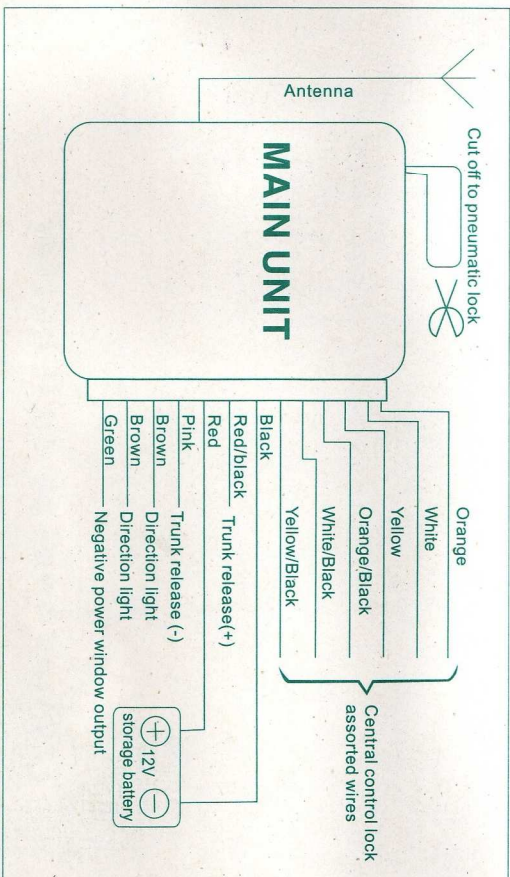 Antenna
Cut off to pneumatic lock
MAIN UNIT
Orange
White
Yellow
Orange/Black
White/Black
Yellow/Black
Central control lock
assorted wires
Black
Red/black
Trunk release(+)
Red
Pink
Trunk release (-)
Brown
Direction light
Brown
Direction light
Green
Negative power window output
+ 12V -
storage battery